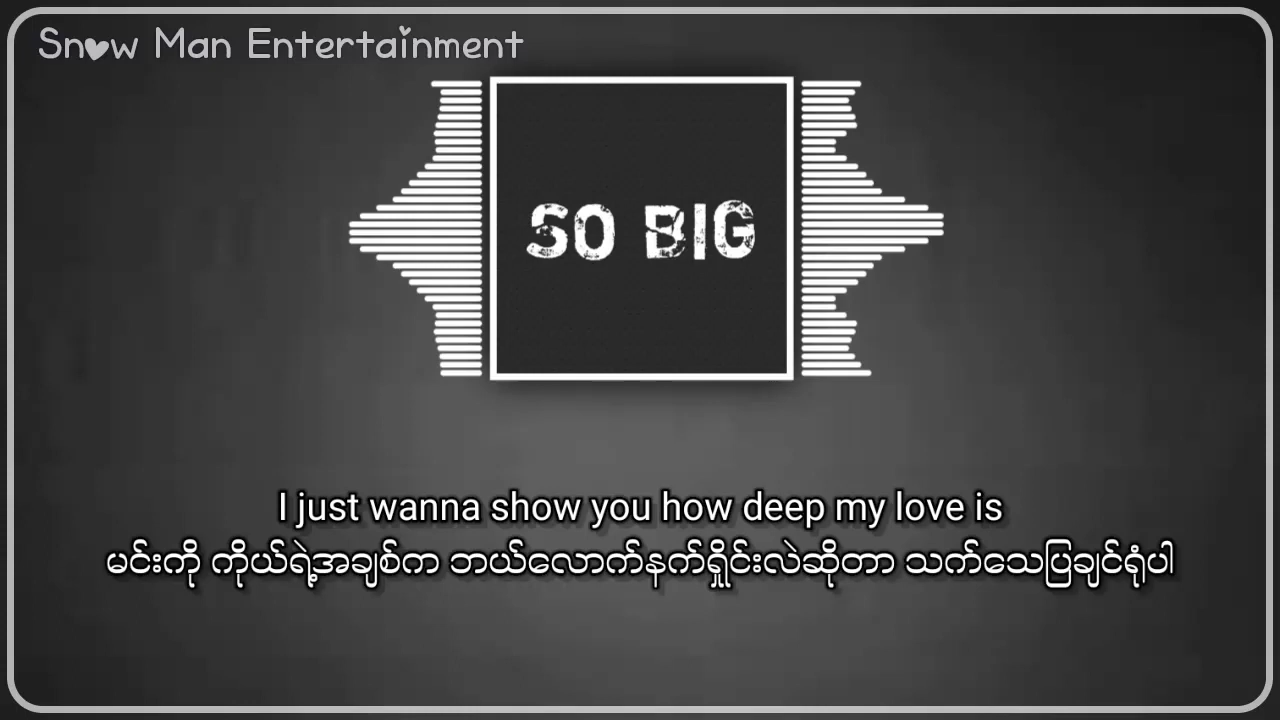 Snow Man Entertainment
SO BIG
I just wanna show you how deep my love is
မင်းကို ကိုယ်ရဲ့အချစ်က ဘယ်လောက်နက်ရှိုင်းလဲဆိုတာ သက်သေပြချင်ရုံပါ